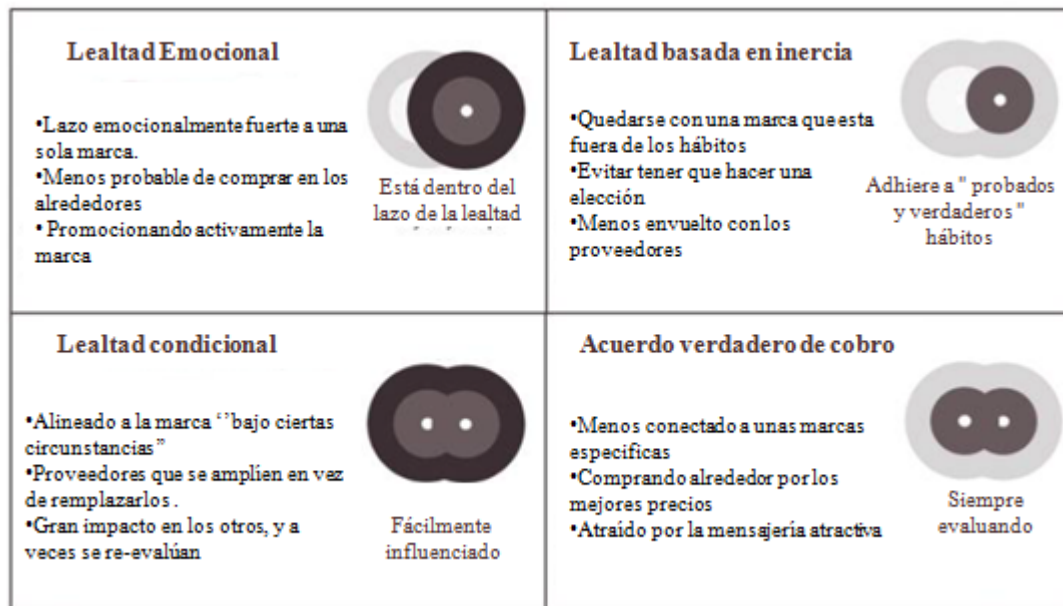 Lealtad Emocional
•Lazo emocionalmente fuerte a una
sola marca.
•Menos probable de comprar en los
alrededores
• Promocionando activamente la
marca
Está dentro del
lazo de la lealtad
Lealtad basada en inercia
•Quedarse con una marca que esta
fuera de los hábitos
•Evitar tener que hacer una
elección
•Menos envuelto con los
proveedores
Adhiere a " probados
y verdaderos "
hábitos
Lealtad condicional
•Alineado a la marca ‘’bajo ciertas
circunstancias”
•Proveedores que se amplíen en vez
de remplazarlos .
•Gran impacto en los otros, y a
veces se re-evalúan
Fácilmente
influenciado
Acuerdo verdadero de cobro
•Menos conectado a unas marcas
especificas
•Comprando alrededor por los
mejores precios
•Atraído por la mensajería atractiva
Siempre
evaluando